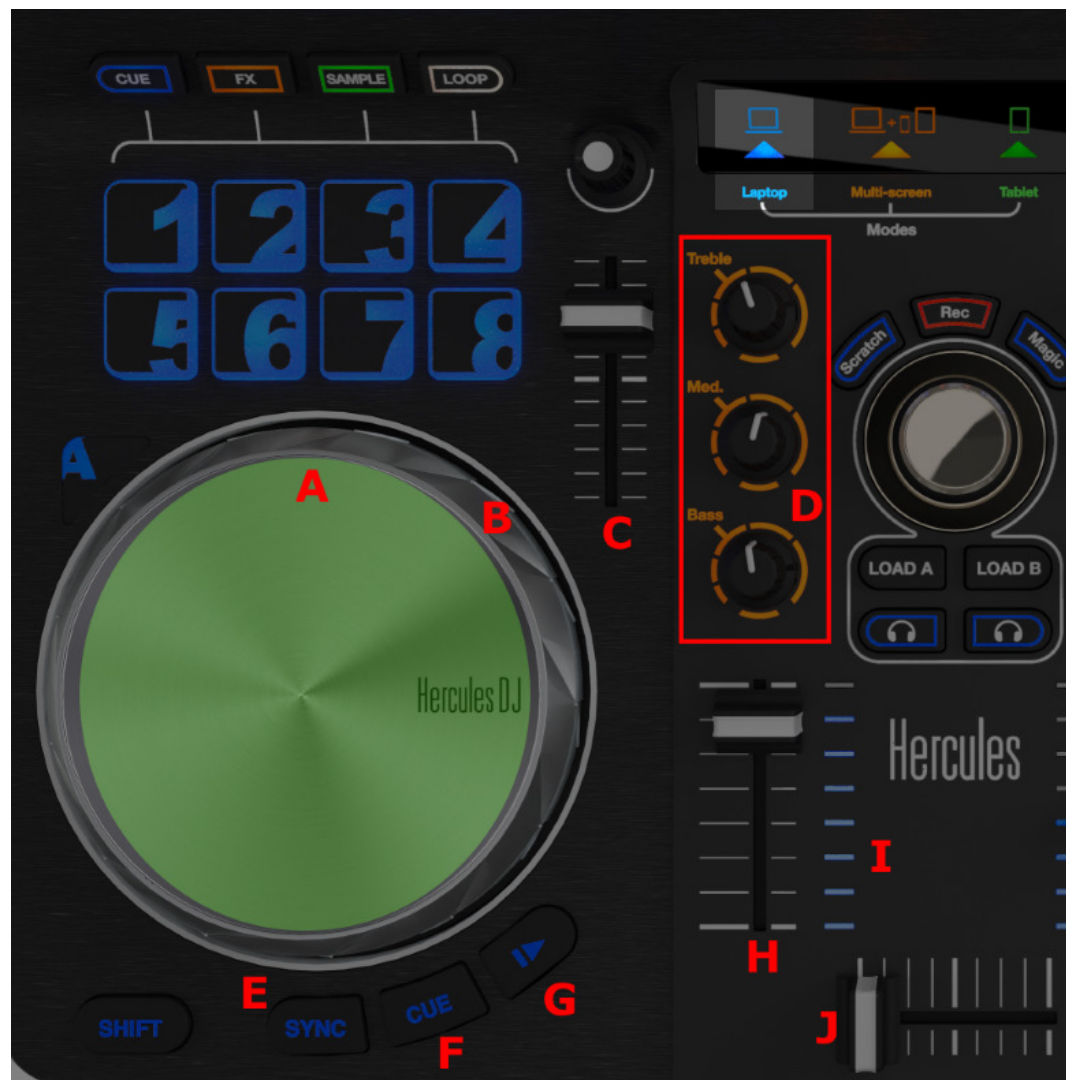 CUE FX SAMPLE LOOP
1 2 3 4
5 6 7 8
Laptop Multi-screen Tablet
Modes
Treble
Med.
Bass
Scratch Rec Magic
LOAD A LOAD B
A
A
B
C
D
Hercules DJ
Hercules
E
F
G
H
I
J
SHIFT SYNC CUE